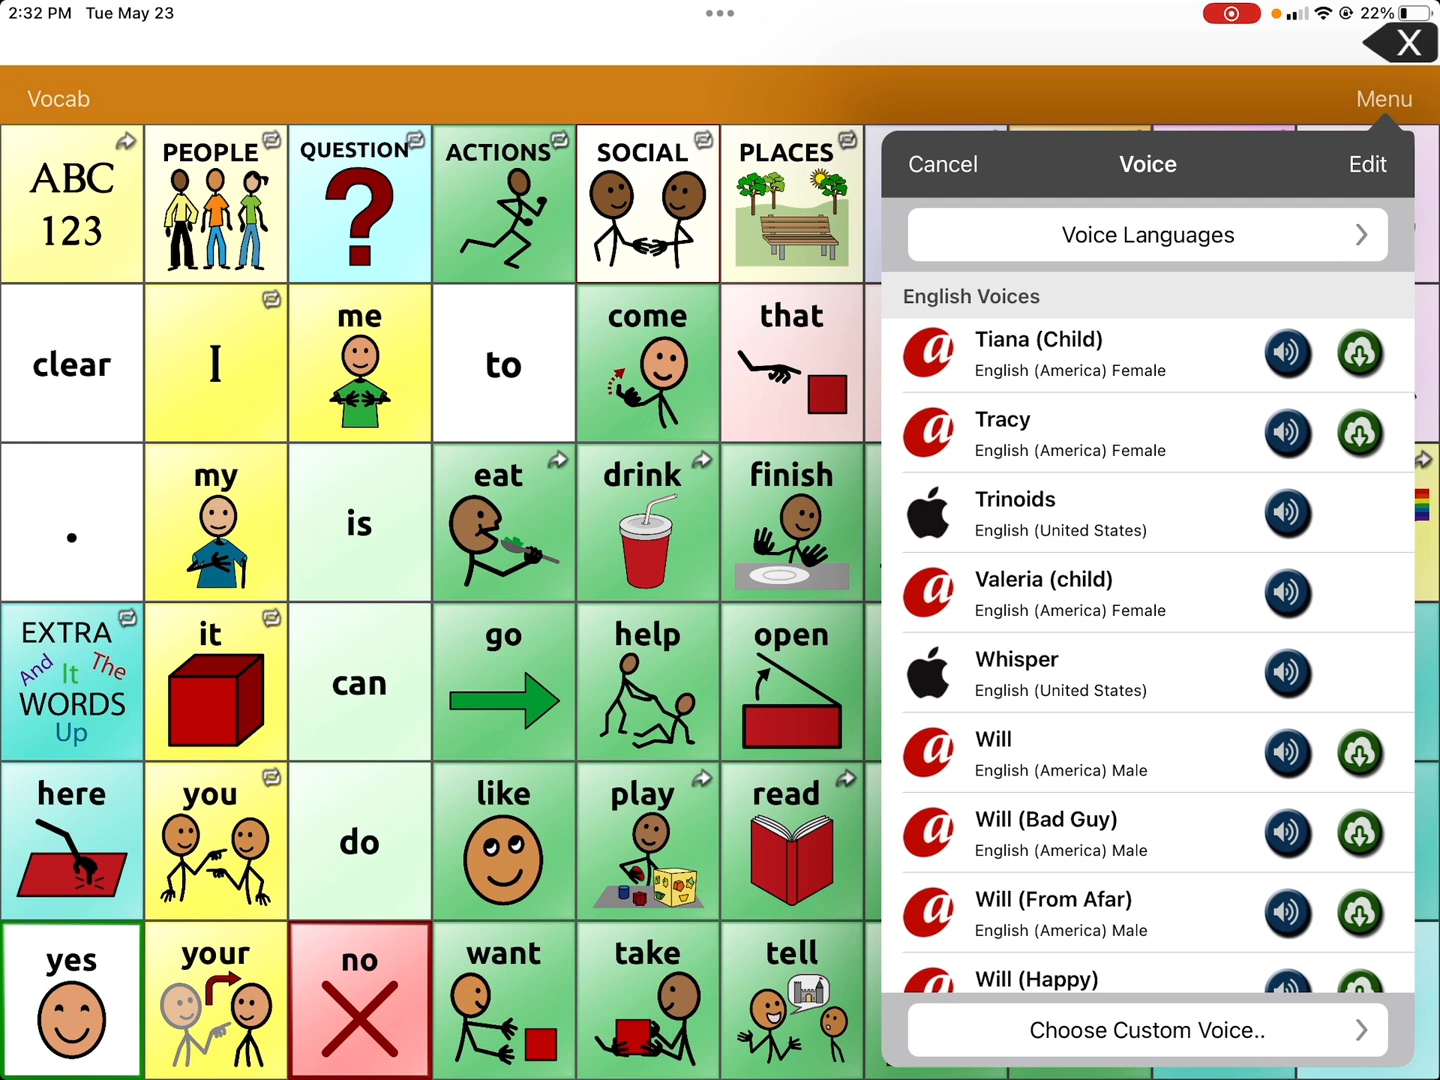 2:32 PM Tue May 23
22%
X
Vocab
Menu
ABC
123
PEOPLE
QUESTION
?
ACTIONS
SOCIAL
PLACES
clear
I
me
to
come
that
.
my
is
eat
drink
finish
EXTRA
And It The
WORDS
Up
it
can
go
help
open
here
you
do
like
play
read
yes
your
no
want
take
tell
Cancel
Voice
Edit
Voice Languages
English Voices
Tiana (Child)
English (America) Female
Tracy
English (America) Female
Trinoids
English (United States)
Valeria (child)
English (America) Female
Whisper
English (United States)
Will
English (America) Male
Will (Bad Guy)
English (America) Male
Will (From Afar)
English (America) Male
Will (Happy)
Choose Custom Voice..